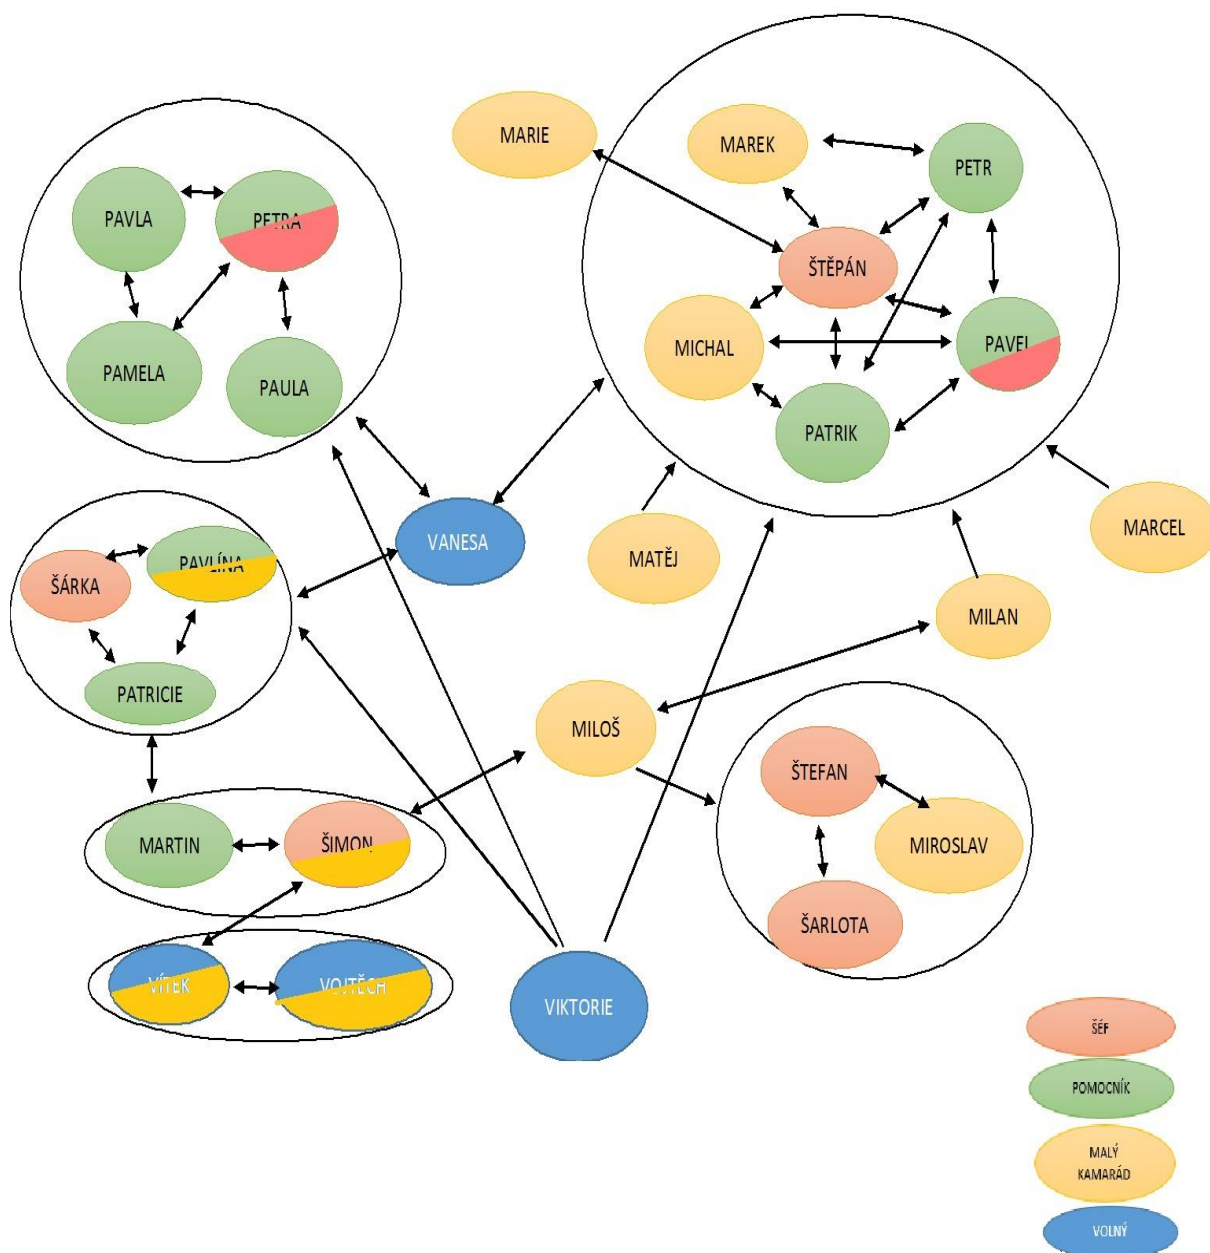 MARIE
MAREK
PETR
PAVLA
PETRA
ŠTĚPÁN
MICHAL
PAVEL
PAMELA
PAULA
PATRIK
VANESA
MATĚJ
MARCEL
ŠÁRKA
PAVLÍNA
MILAN
PATRICIE
MILOŠ
ŠTEFAN
MARTIN
ŠIMON
MIROSLAV
ŠARLOTA
VÍTEK
VOJTĚCH
VIKTORIE
ŠÉF
POMOCNÍK
MALÝ
KAMARÁD
VOLNÝ